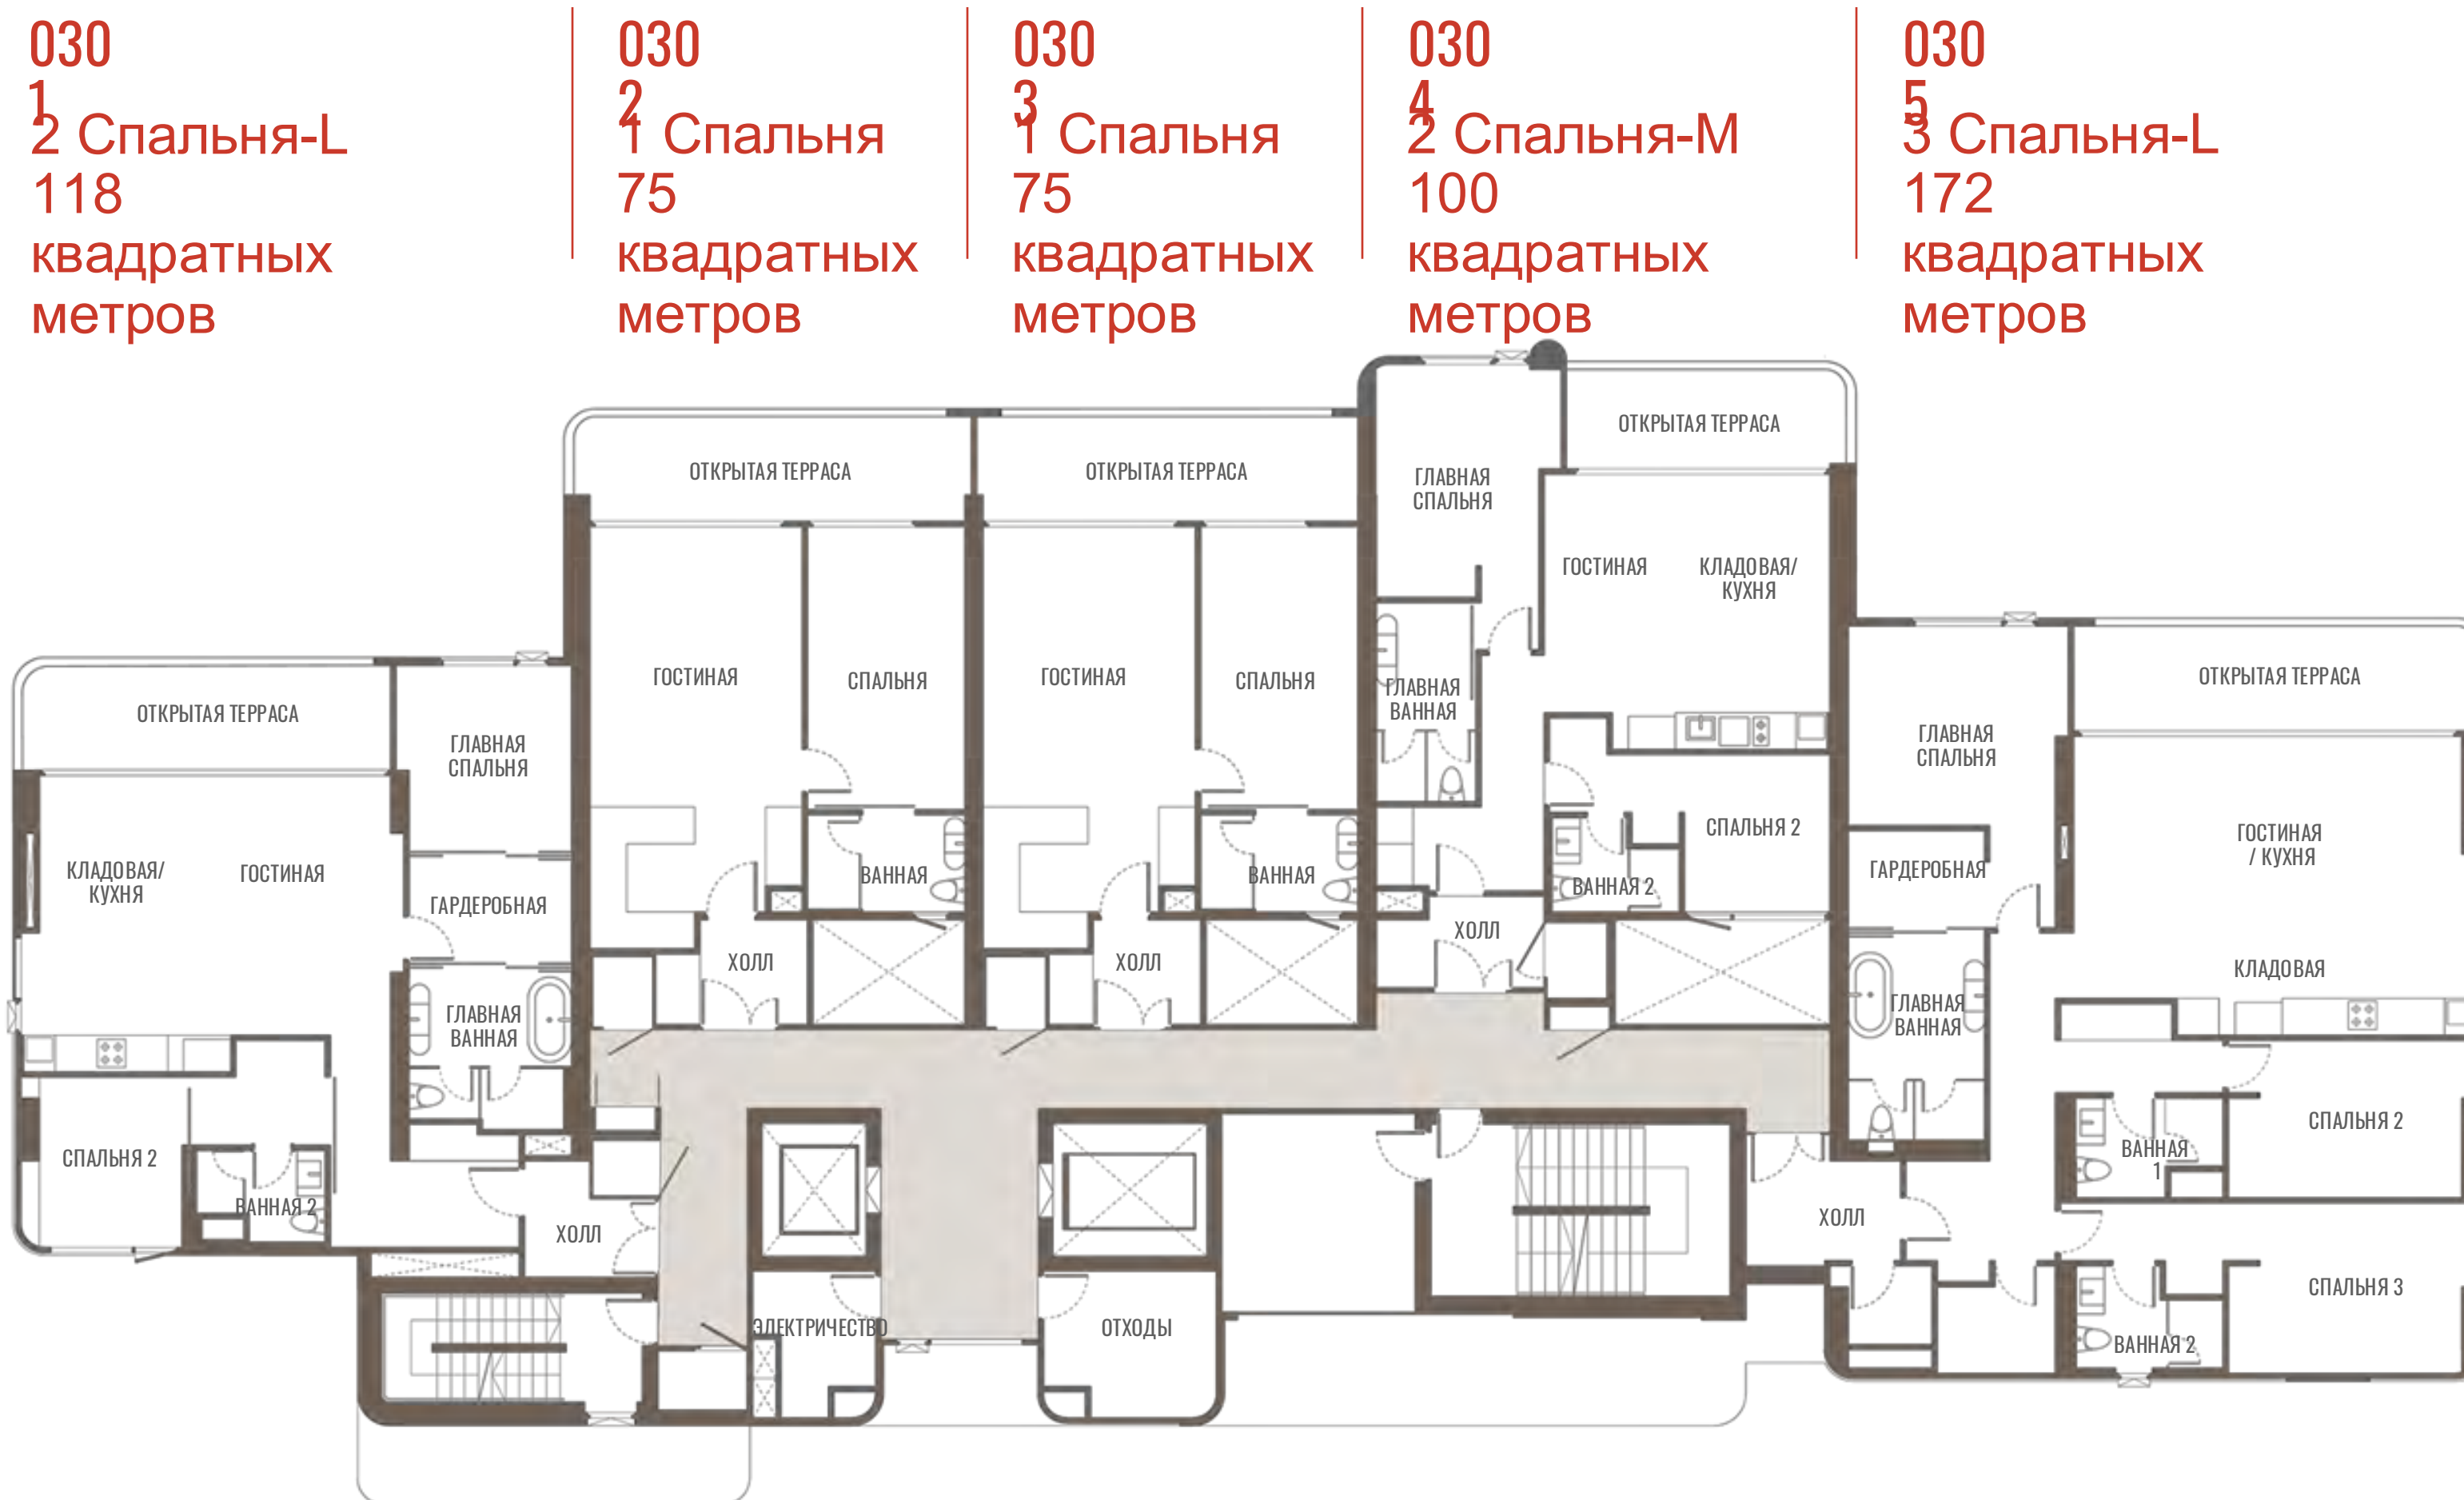 030
1
2 Спальня-L
118
квадратных
метров
030
2
1 Спальня
75
квадратных
метров
030
3
1 Спальня
75
квадратных
метров
030
4
2 Спальня-M
100
квадратных
метров
030
5
3 Спальня-L
172
квадратных
метров
ОТКРЫТАЯ ТЕРРАСА
ГЛАВНАЯ
СПАЛЬНЯ
КЛАДОВАЯ/
КУХНЯ
ГОСТИНАЯ
ГАРДЕРОБНАЯ
ГЛАВНАЯ
ВАННАЯ
СПАЛЬНЯ 2
ВАННАЯ 2
ХОЛЛ
ОТКРЫТАЯ ТЕРРАСА
ГОСТИНАЯ
СПАЛЬНЯ
ВАННАЯ
ХОЛЛ
ОТКРЫТАЯ ТЕРРАСА
ГОСТИНАЯ
СПАЛЬНЯ
ВАННАЯ
ХОЛЛ
ОТКРЫТАЯ ТЕРРАСА
ГЛАВНАЯ
СПАЛЬНЯ
ГОСТИНАЯ
КЛАДОВАЯ/
КУХНЯ
ГЛАВНАЯ
ВАННАЯ
СПАЛЬНЯ 2
ВАННАЯ 2
ХОЛЛ
ОТКРЫТАЯ ТЕРРАСА
ГЛАВНАЯ
СПАЛЬНЯ
ГОСТИНАЯ
/ КУХНЯ
ГАРДЕРОБНАЯ
КЛАДОВАЯ
ГЛАВНАЯ
ВАННАЯ
СПАЛЬНЯ 2
ВАННАЯ
1
ХОЛЛ
СПАЛЬНЯ 3
ВАННАЯ 2
ЭЛЕКТРИЧЕСТВО
ОТХОДЫ